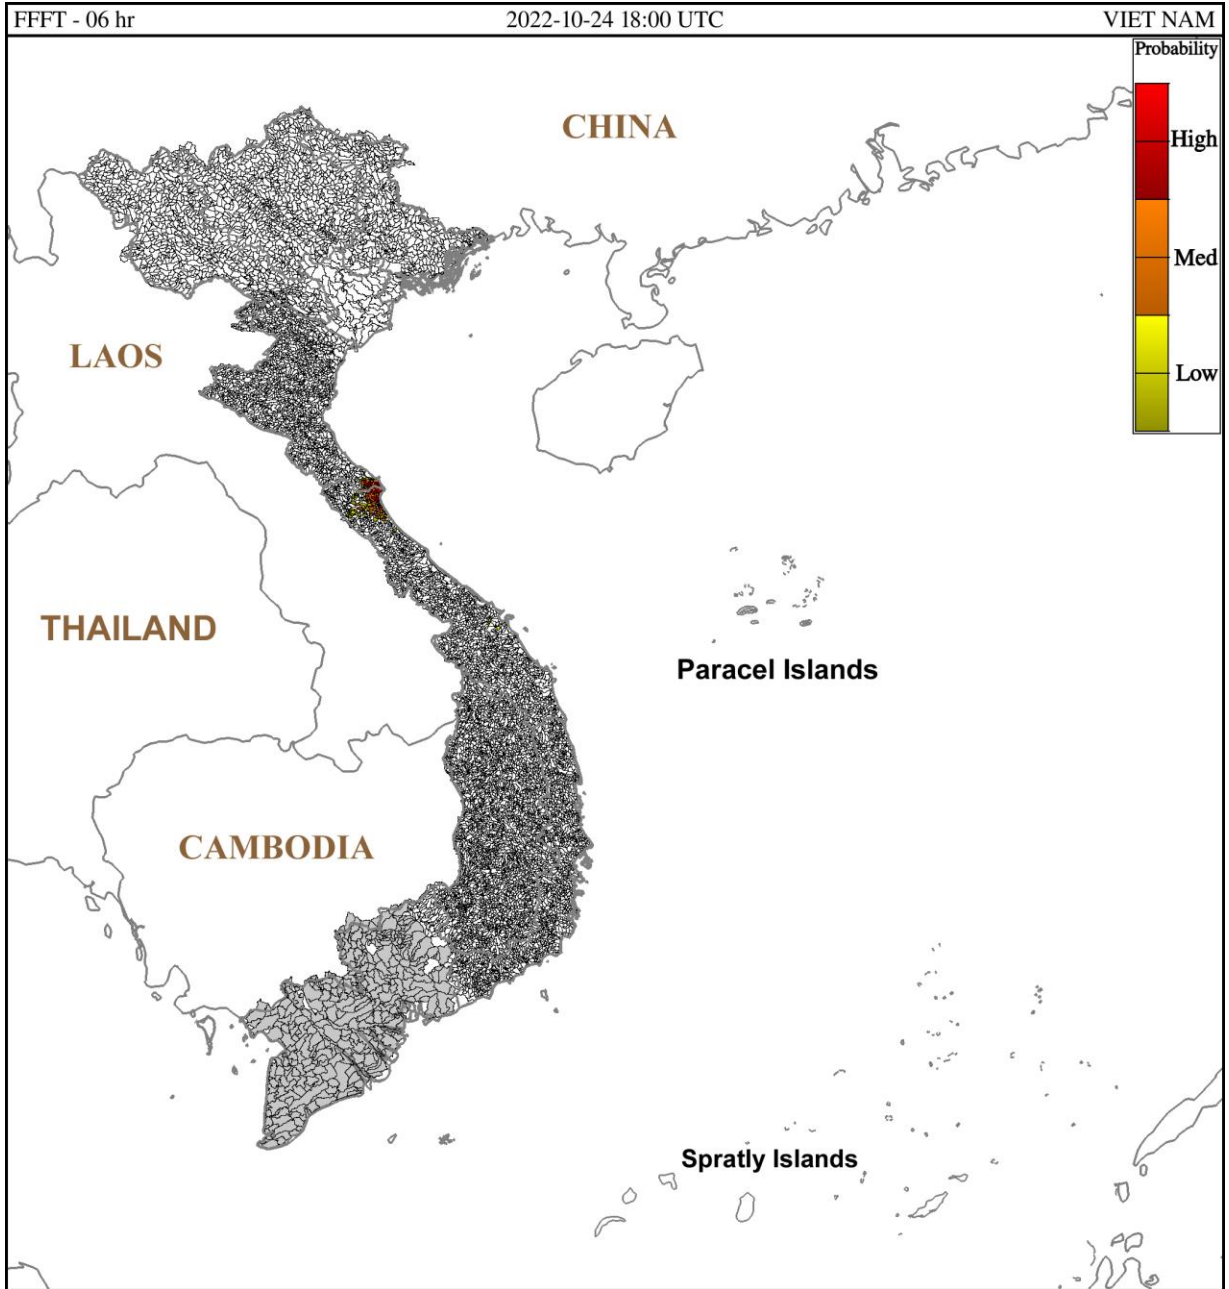 FFFT - 06 hr 2022-10-24 18:00 UTC VIET NAM
Probability
High
Med
Low
CHINA
LAOS
THAILAND
Paracel Islands
CAMBODIA
Spratly Islands